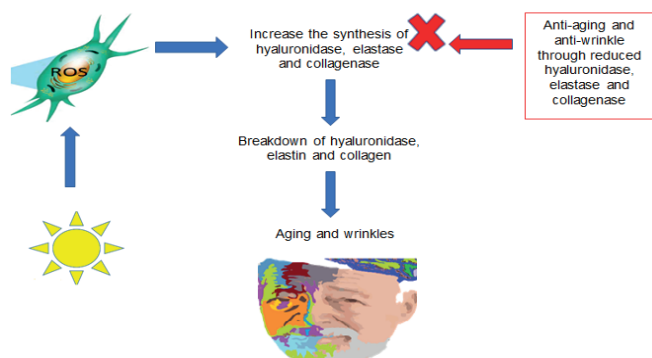 ROS
Increase the synthesis of
hyaluronidase, elastase
and collagenase
Anti-aging and
anti-wrinkle
through reduced
hyaluronidase,
elastase and
collagenase
Breakdown of hyaluronidase,
elastin and collagen
Aging and wrinkles